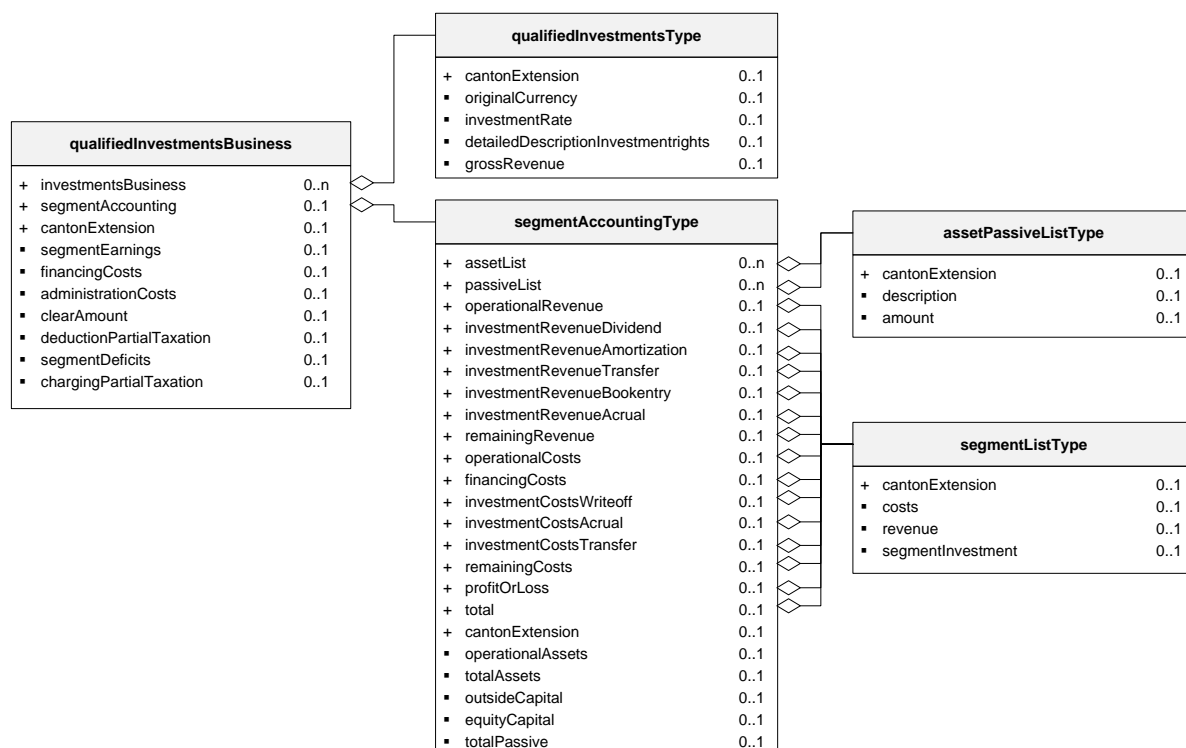 qualifiedInvestmentsType
+ cantonExtension 0..1
▪ originalCurrency 0..1
▪ investmentRate 0..1
▪ detailedDescriptionInvestmentrights 0..1
▪ grossRevenue 0..1
qualifiedInvestmentsBusiness
+ investmentsBusiness 0..n
+ segmentAccounting 0..1
+ cantonExtension 0..1
▪ segmentEarnings 0..1
▪ financingCosts 0..1
▪ administrationCosts 0..1
▪ clearAmount 0..1
▪ deductionPartialTaxation 0..1
▪ segmentDeficits 0..1
▪ chargingPartialTaxation 0..1
segmentAccountingType
+ assetList 0..n
+ passiveList 0..n
+ operationalRevenue 0..1
+ investmentRevenueDividend 0..1
+ investmentRevenueAmortization 0..1
+ investmentRevenueTransfer 0..1
+ investmentRevenueBookentry 0..1
+ investmentRevenueAcrual 0..1
+ remainingRevenue 0..1
+ operationalCosts 0..1
+ financingCosts 0..1
+ investmentCostsWriteoff 0..1
+ investmentCostsAcrual 0..1
+ investmentCostsTransfer 0..1
+ remainingCosts 0..1
+ profitOrLoss 0..1
+ total 0..1
+ cantonExtension 0..1
▪ operationalAssets 0..1
▪ totalAssets 0..1
▪ outsideCapital 0..1
▪ equityCapital 0..1
▪ totalPassive 0..1
assetPassiveListType
+ cantonExtension 0..1
▪ description 0..1
▪ amount 0..1
segmentListType
+ cantonExtension 0..1
▪ costs 0..1
▪ revenue 0..1
▪ segmentInvestment 0..1